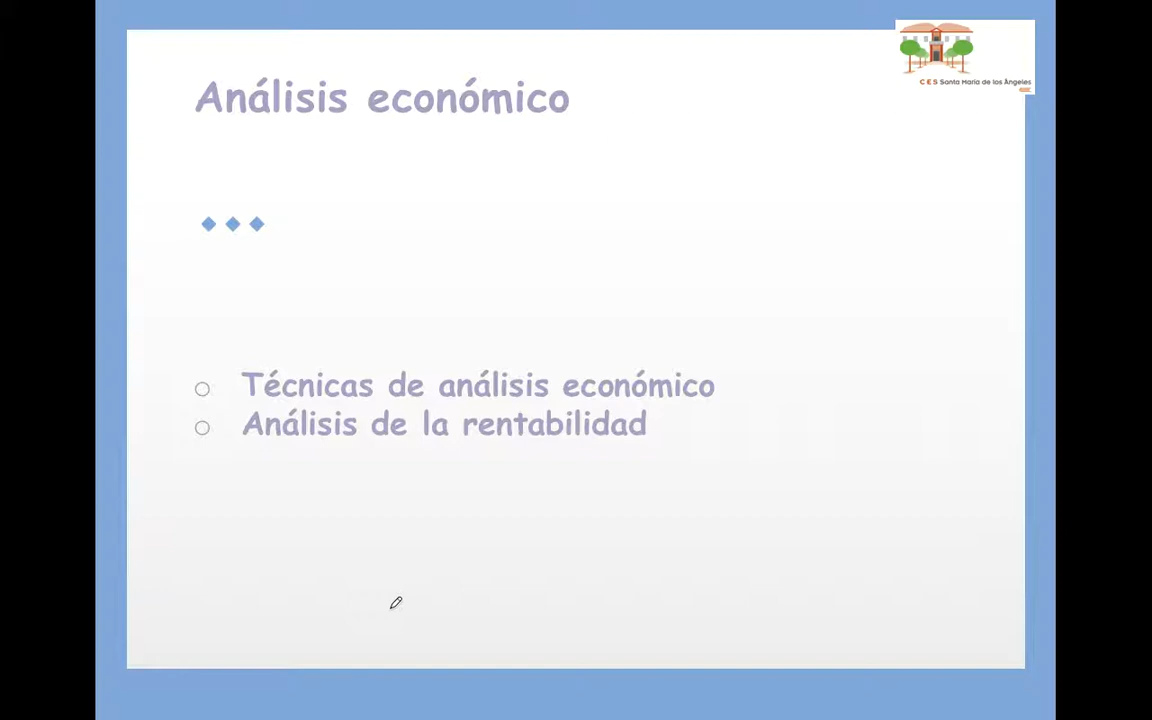 CES Santa María de los Ángeles
Análisis económico
Técnicas de análisis económico
Análisis de la rentabilidad